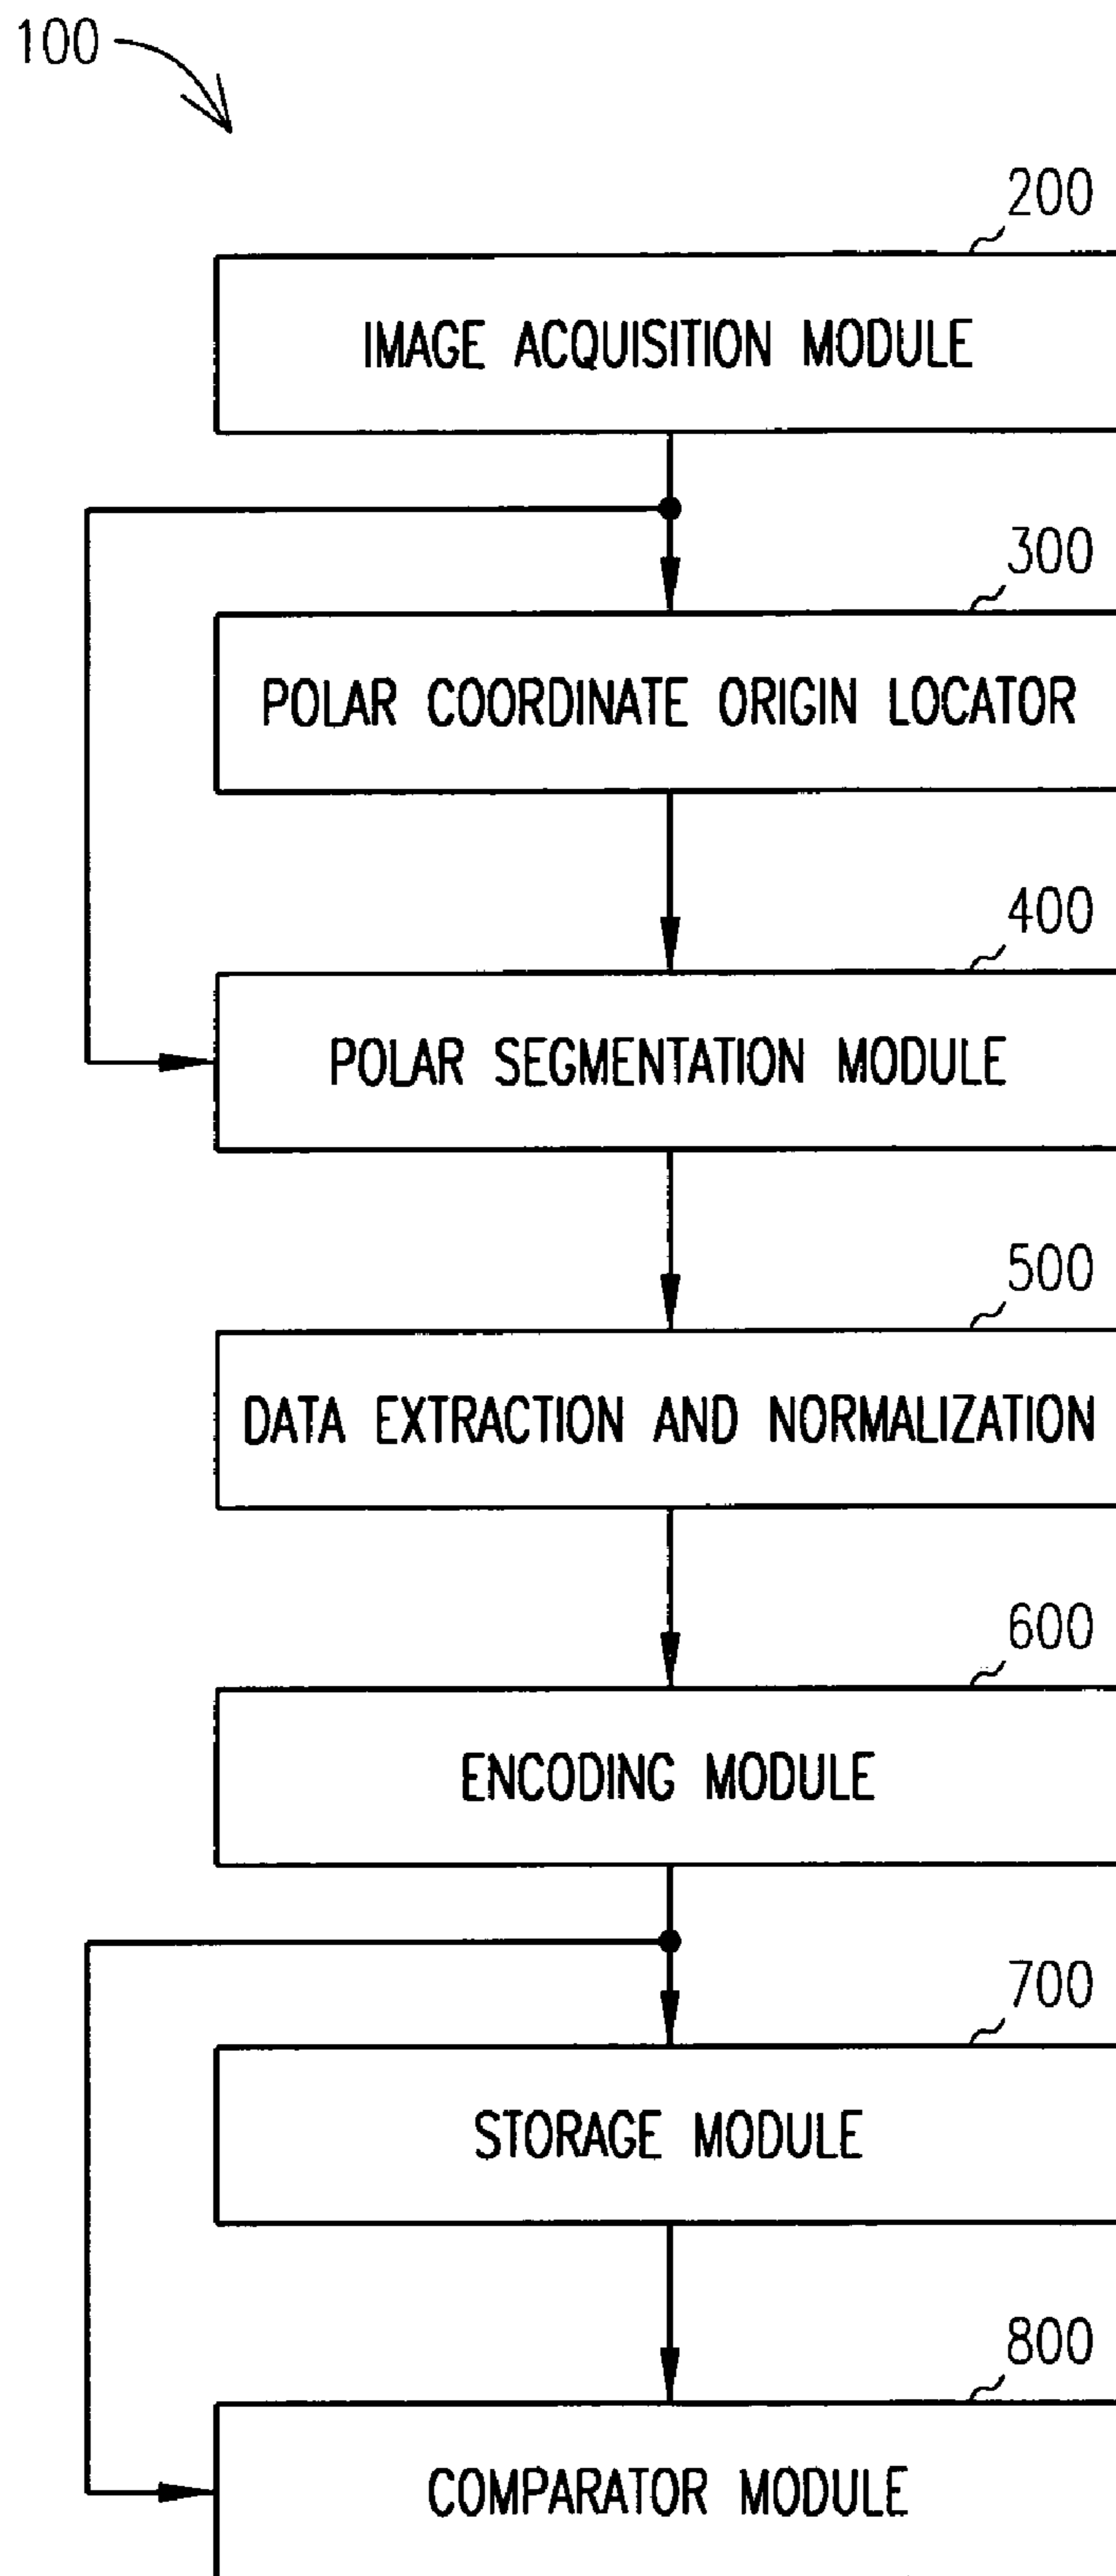 100
200
IMAGE ACQUISITION MODULE
300
POLAR COORDINATE ORIGIN LOCATOR
400
POLAR SEGMENTATION MODULE
500
DATA EXTRACTION AND NORMALIZATION
600
ENCODING MODULE
700
STORAGE MODULE
800
COMPARATOR MODULE